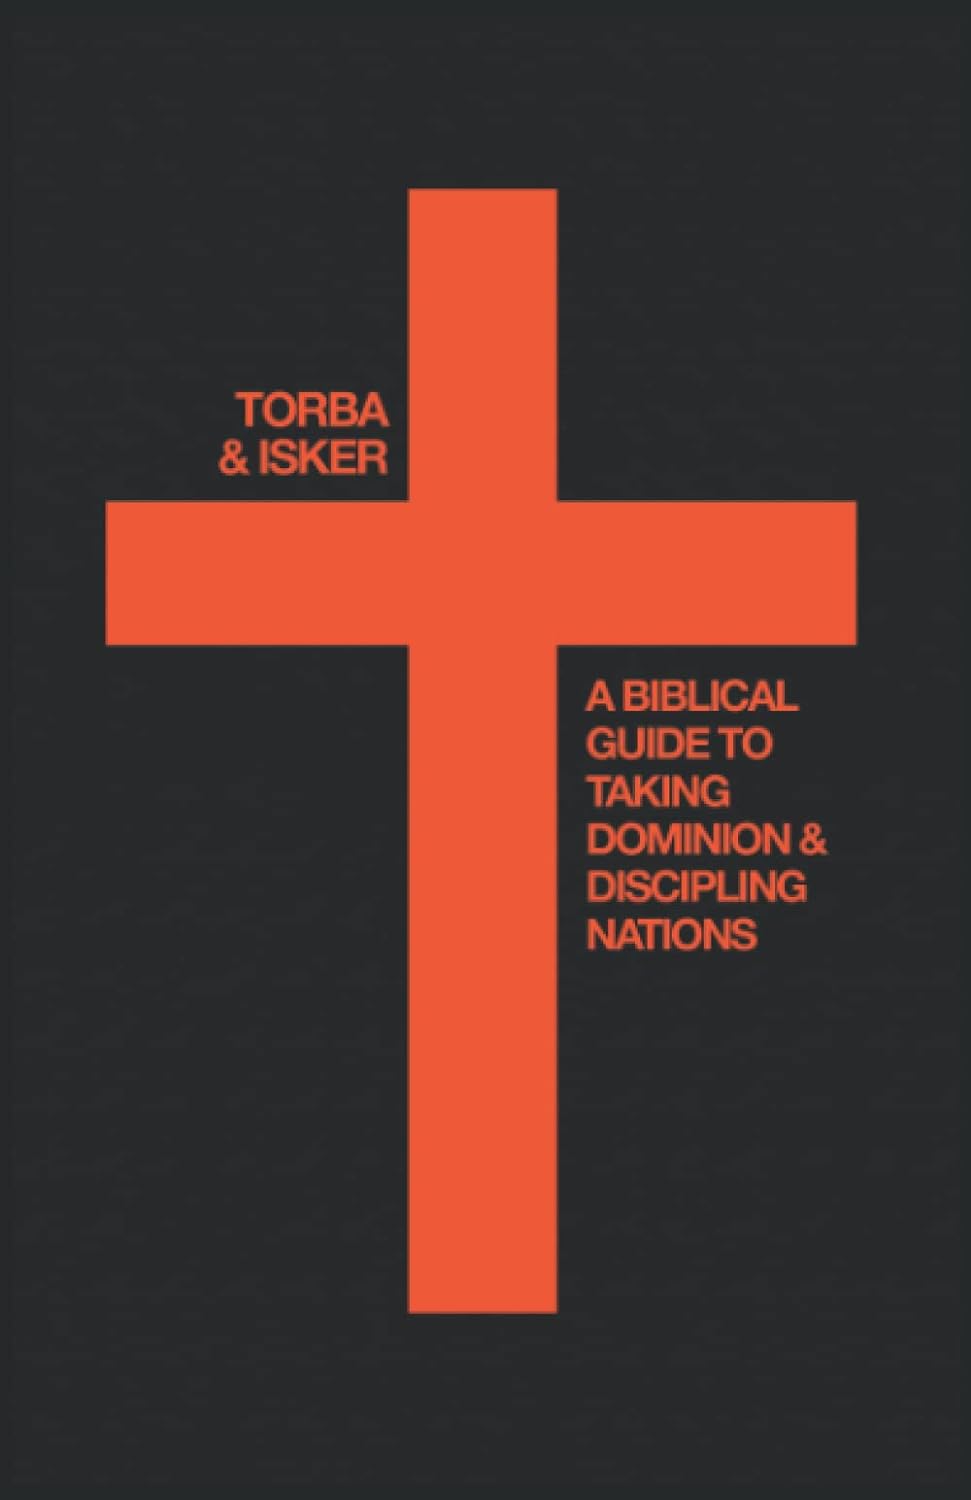 TORBA
& ISKER
A BIBLICAL
GUIDE TO
TAKING
DOMINION &
DISCIPLING
NATIONS